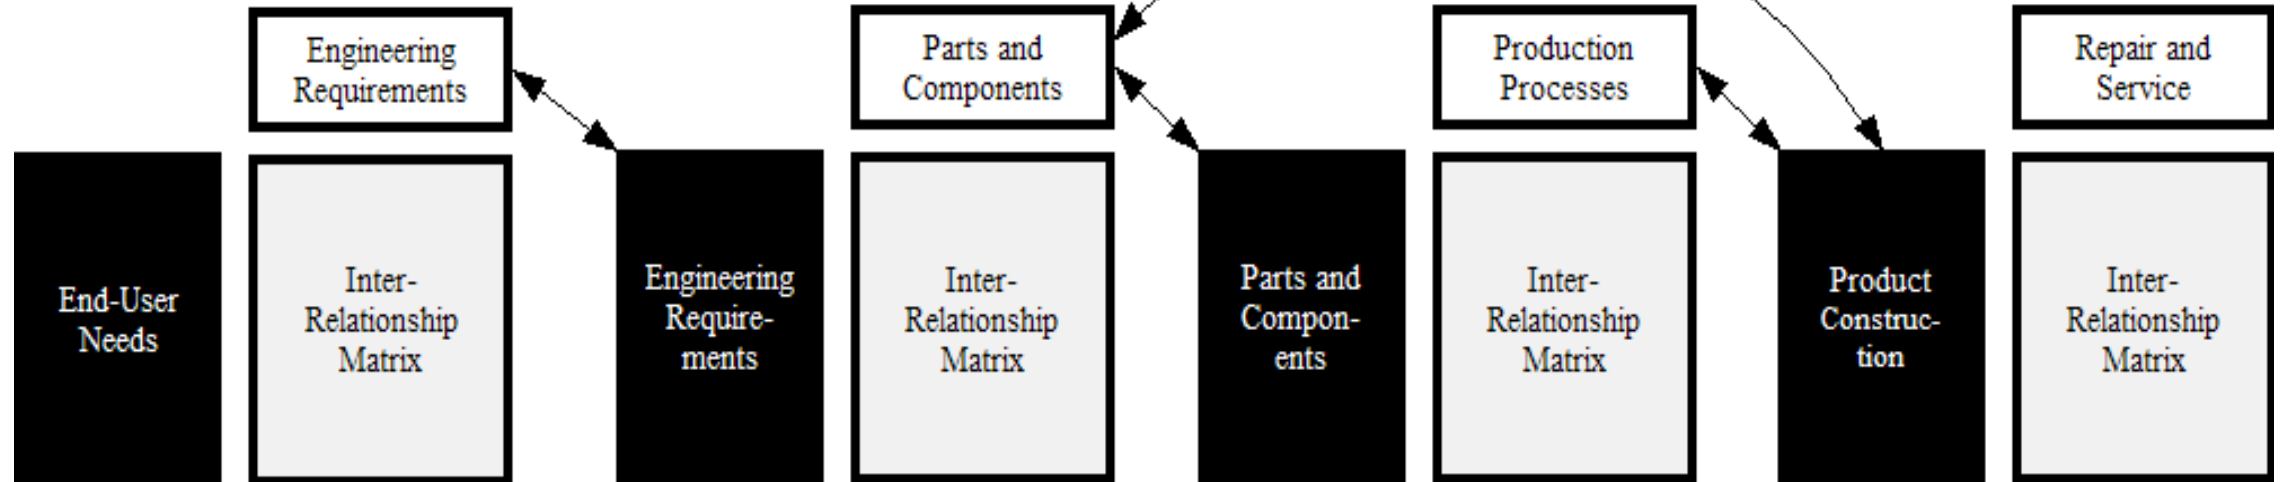 Engineering
Requirements
Parts and
Components
Production
Processes
Repair and
Service
End-User
Needs
Inter-
Relationship
Matrix
Engineering
Require-
ments
Inter-
Relationship
Matrix
Parts and
Compon-
ents
Inter-
Relationship
Matrix
Product
Construc-
tion
Inter-
Relationship
Matrix